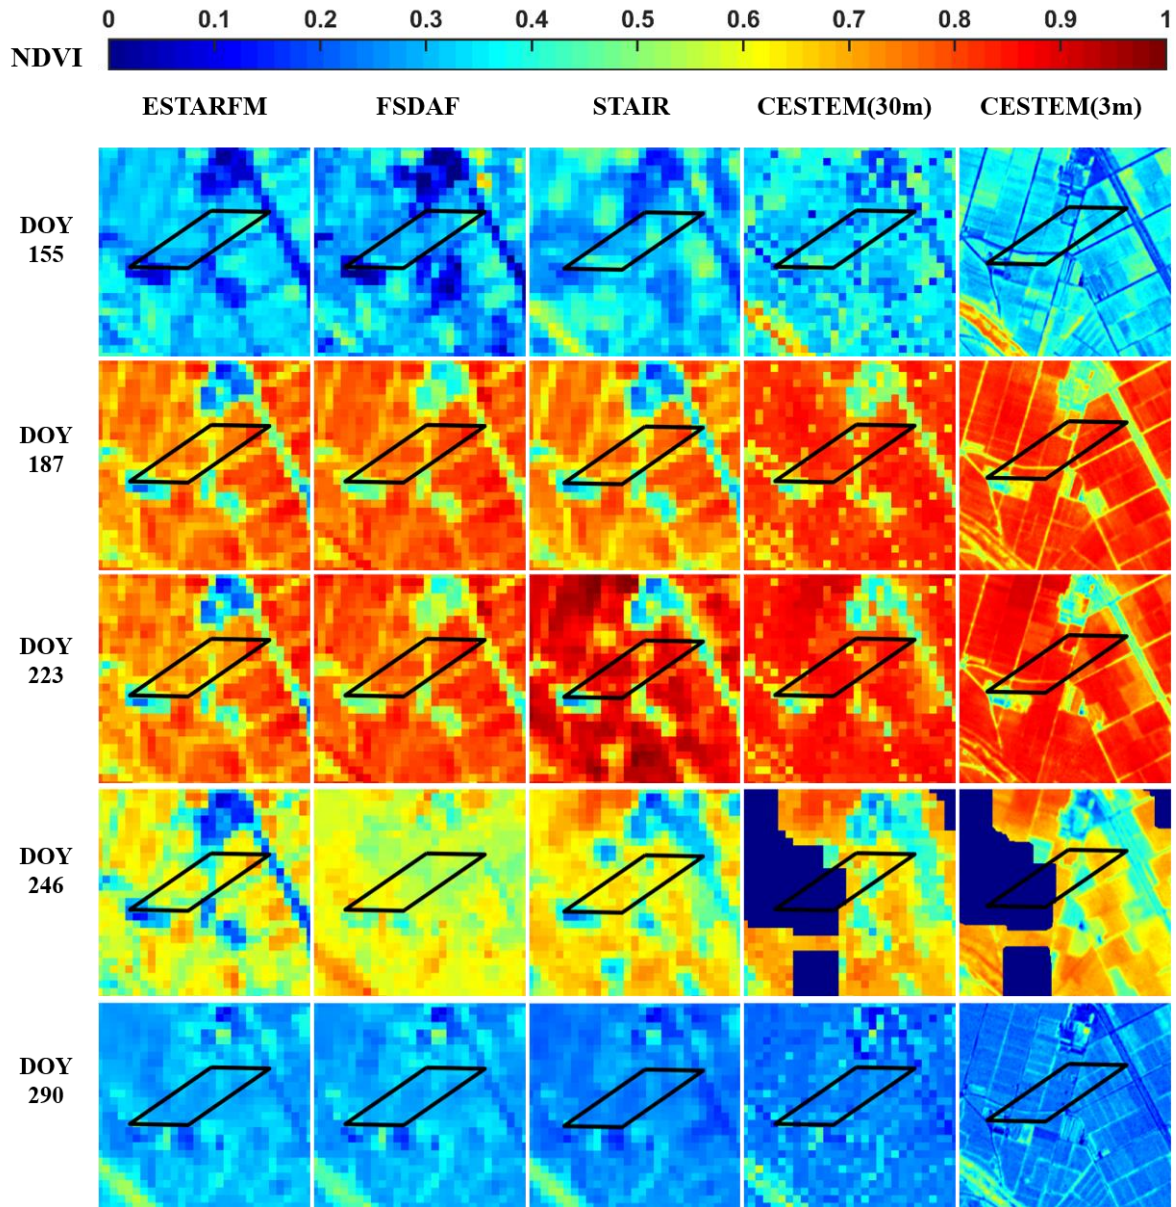 0 0.1 0.2 0.3 0.4 0.5 0.6 0.7 0.8 0.9 1
NDVI
ESTARFM FSDAF STAIR CESTEM(30m) CESTEM(3m)
DOY
155
DOY
187
DOY
223
DOY
246
DOY
290